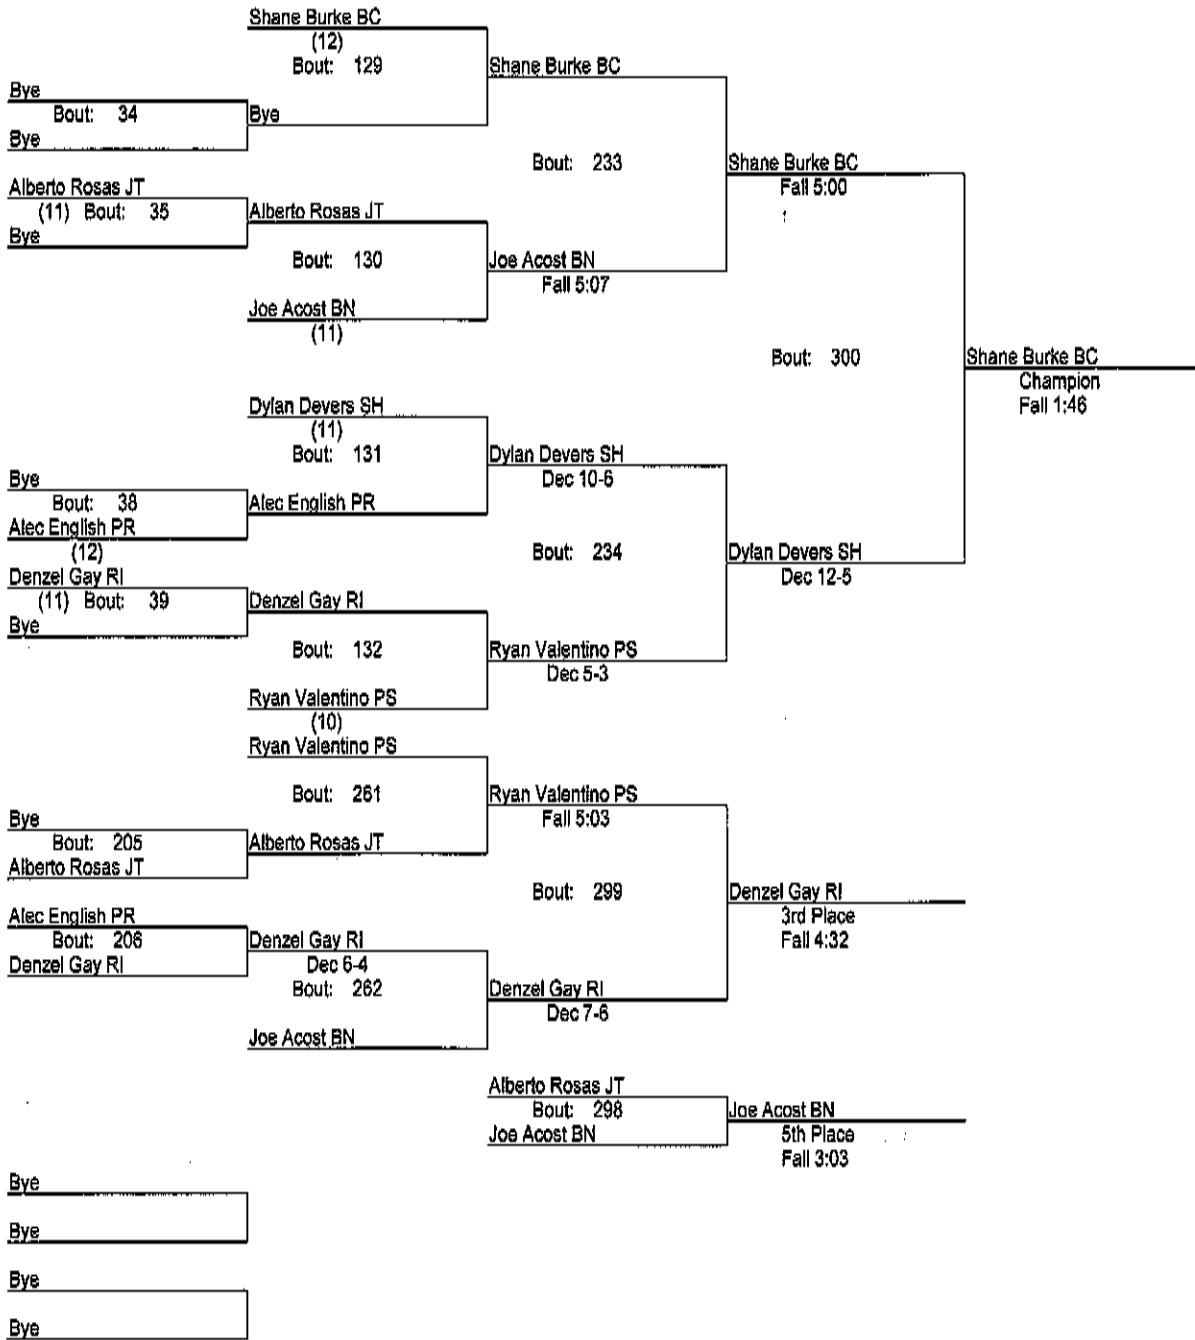 Shane Burke BC
(12)
Bout: 129
Shane Burke BC
Bye
Bout: 34
Bye
Bye
Bout: 233
Shane Burke BC
Fall 5:00
Alberto Rosas JT
(11) Bout: 35
Alberto Rosas JT
Bye
Bout: 130
Joe Acost BN
Fall 5:07
Joe Acost BN
(11)
Bout: 300
Shane Burke BC
Champion
Fall 1:46
Dylan Devers SH
(11)
Bout: 131
Dylan Devers SH
Dec 10-6
Bye
Bout: 38
Alec English PR
Alec English PR
(12)
Bout: 234
Dylan Devers SH
Dec 12-5
Denzel Gay RI
(11) Bout: 39
Denzel Gay RI
Bye
Bout: 132
Ryan Valentino PS
Dec 5-3
Ryan Valentino PS
(10)
Ryan Valentino PS
Bout: 261
Ryan Valentino PS
Fall 5:03
Bye
Bout: 205
Alberto Rosas JT
Alberto Rosas JT
Bout: 299
Denzel Gay RI
3rd Place
Fall 4:32
Alec English PR
Bout: 206
Denzel Gay RI
Denzel Gay RI
Dec 6-4
Bout: 262
Denzel Gay RI
Dec 7-6
Joe Acost BN
Alberto Rosas JT
Bout: 298
Joe Acost BN
Joe Acost BN
5th Place
Fall 3:03
Bye
Bye
Bye
Bye